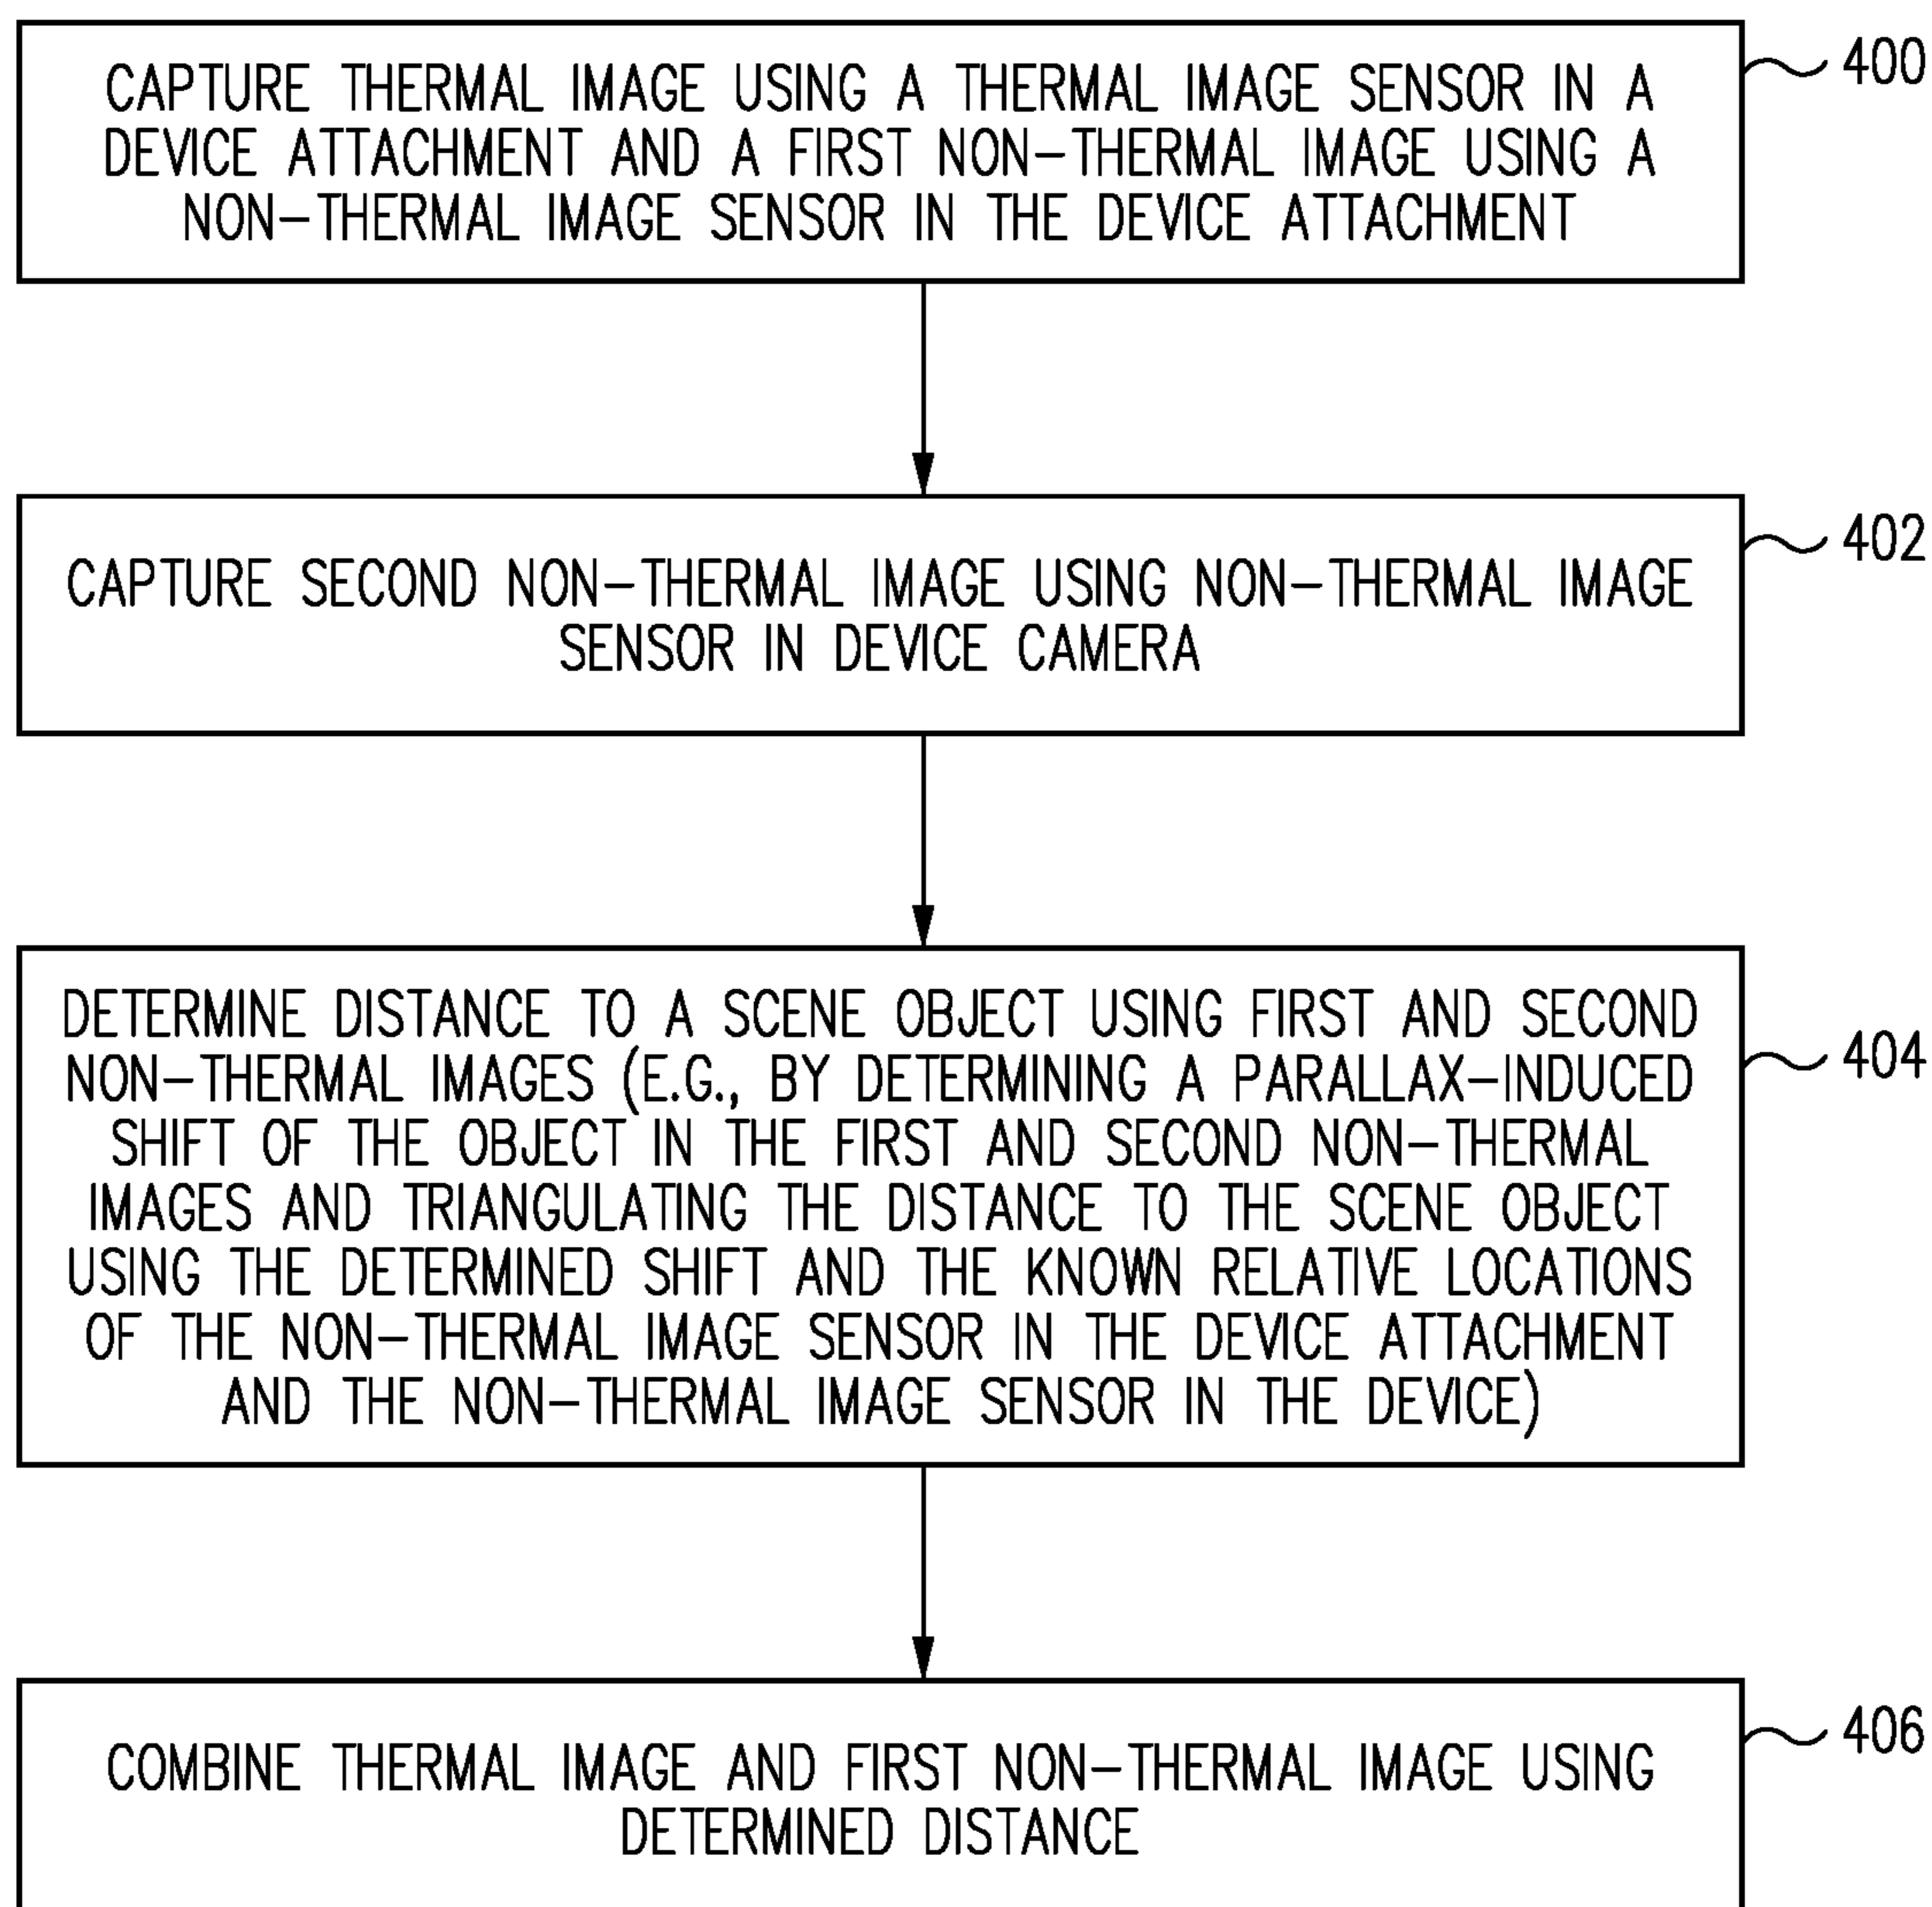 CAPTURE THERMAL IMAGE USING A THERMAL IMAGE SENSOR IN A
DEVICE ATTACHMENT AND A FIRST NON-THERMAL IMAGE USING A
NON-THERMAL IMAGE SENSOR IN THE DEVICE ATTACHMENT
400
CAPTURE SECOND NON-THERMAL IMAGE USING NON-THERMAL IMAGE
SENSOR IN DEVICE CAMERA
402
DETERMINE DISTANCE TO A SCENE OBJECT USING FIRST AND SECOND
NON-THERMAL IMAGES (E.G., BY DETERMINING A PARALLAX-INDUCED
SHIFT OF THE OBJECT IN THE FIRST AND SECOND NON-THERMAL
IMAGES AND TRIANGULATING THE DISTANCE TO THE SCENE OBJECT
USING THE DETERMINED SHIFT AND THE KNOWN RELATIVE LOCATIONS
OF THE NON-THERMAL IMAGE SENSOR IN THE DEVICE ATTACHMENT
AND THE NON-THERMAL IMAGE SENSOR IN THE DEVICE)
404
COMBINE THERMAL IMAGE AND FIRST NON-THERMAL IMAGE USING
DETERMINED DISTANCE
406